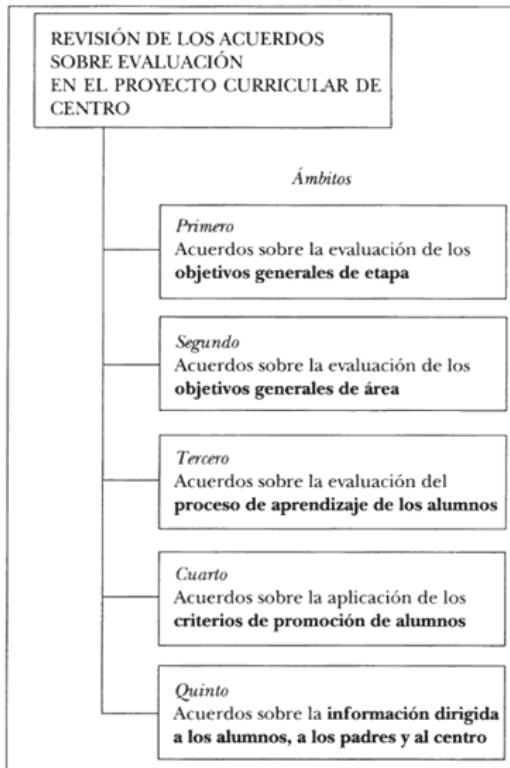 REVISIÓN DE LOS ACUERDOS
SOBRE EVALUACIÓN
EN EL PROYECTO CURRICULAR DE
CENTRO
Ámbitos
Primero
Acuerdos sobre la evaluación de los
objetivos generales de etapa
Segundo
Acuerdos sobre la evaluación de los
objetivos generales de área
Tercero
Acuerdos sobre la evaluación del
proceso de aprendizaje de los alumnos
Cuarto
Acuerdos sobre la aplicación de los
criterios de promoción de alumnos
Quinto
Acuerdos sobre la información dirigida
a los alumnos, a los padres y al centro